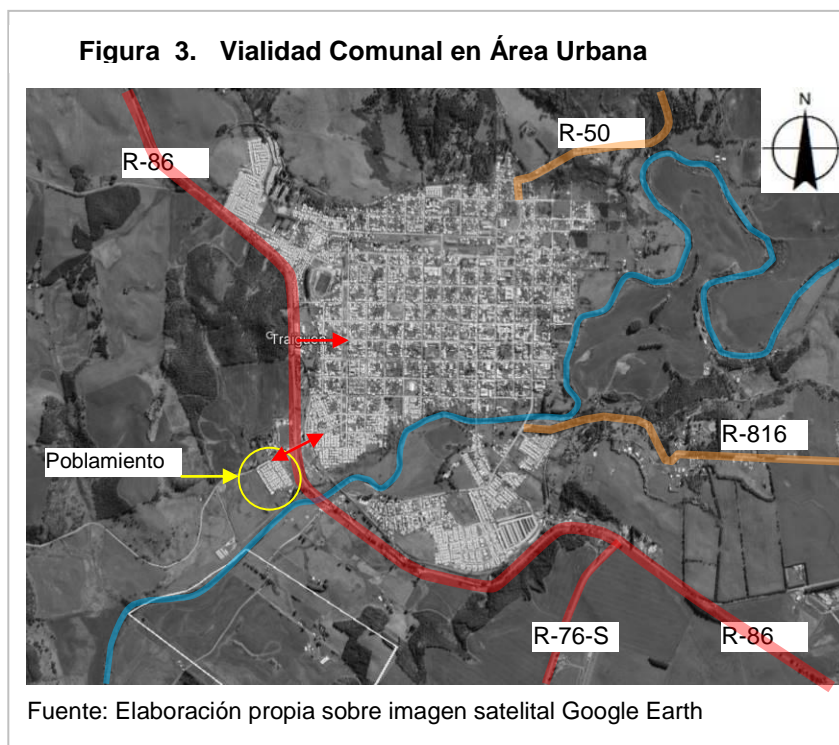 Figura 3. Vialidad Comunal en Área Urbana
N
R-50
R-86
Traiguén
R-816
Poblamiento
R-76-S
R-86
Fuente: Elaboración propia sobre imagen satelital Google Earth